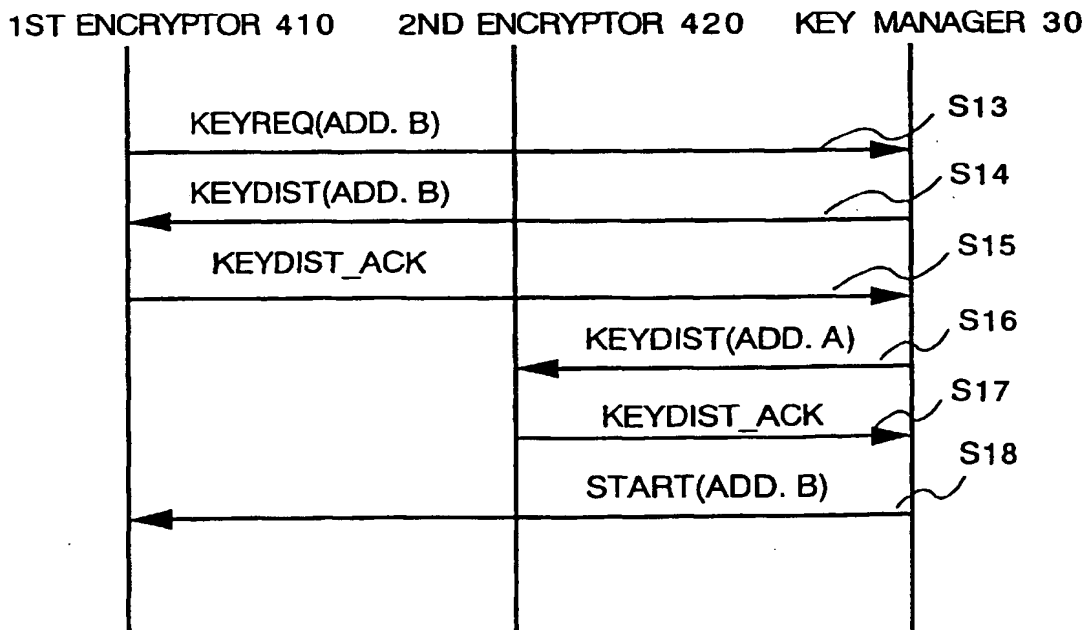 1ST ENCRYPTOR 410 2ND ENCRYPTOR 420 KEY MANAGER 30
KEYREQ(ADD. B) S13
KEYDIST(ADD. B) S14
KEYDIST_ACK S15
KEYDIST(ADD. A) S16
KEYDIST_ACK S17
START(ADD. B) S18